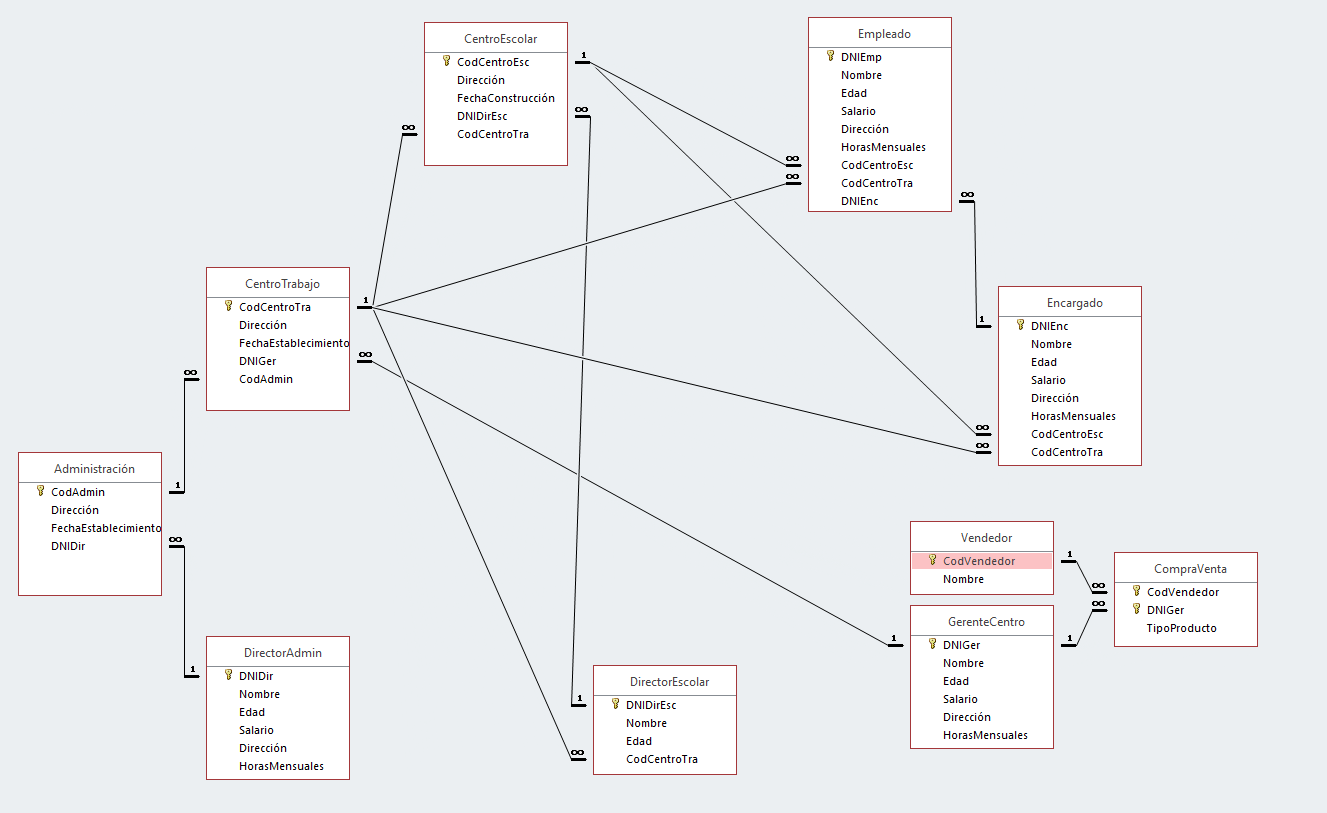 CentroEscolar
CodCentroEsc
Dirección
FechaConstrucción
DNIDirEsc
CodCentroTra
Empleado
DNIEmp
Nombre
Edad
Salario
Dirección
HorasMensuales
CodCentroEsc
CodCentroTra
DNIEnc
CentroTrabajo
CodCentroTra
Dirección
FechaEstablecimiento
DNIGer
CodAdmin
Encargado
DNIEnc
Nombre
Edad
Salario
Dirección
HorasMensuales
CodCentroEsc
CodCentroTra
Administración
CodAdmin
Dirección
FechaEstablecimiento
DNIDir
Vendedor
CodVendedor
Nombre
CompraVenta
CodVendedor
DNIGer
TipoProducto
GerenteCentro
DNIGer
Nombre
Edad
Salario
Dirección
HorasMensuales
DirectorAdmin
DNIDir
Nombre
Edad
Salario
Dirección
HorasMensuales
DirectorEscolar
DNIDirEsc
Nombre
Edad
CodCentroTra
1
∞
∞
∞
∞
∞
1
1
∞
∞
∞
∞
1
∞
1
1
∞
∞
1
1
1
∞